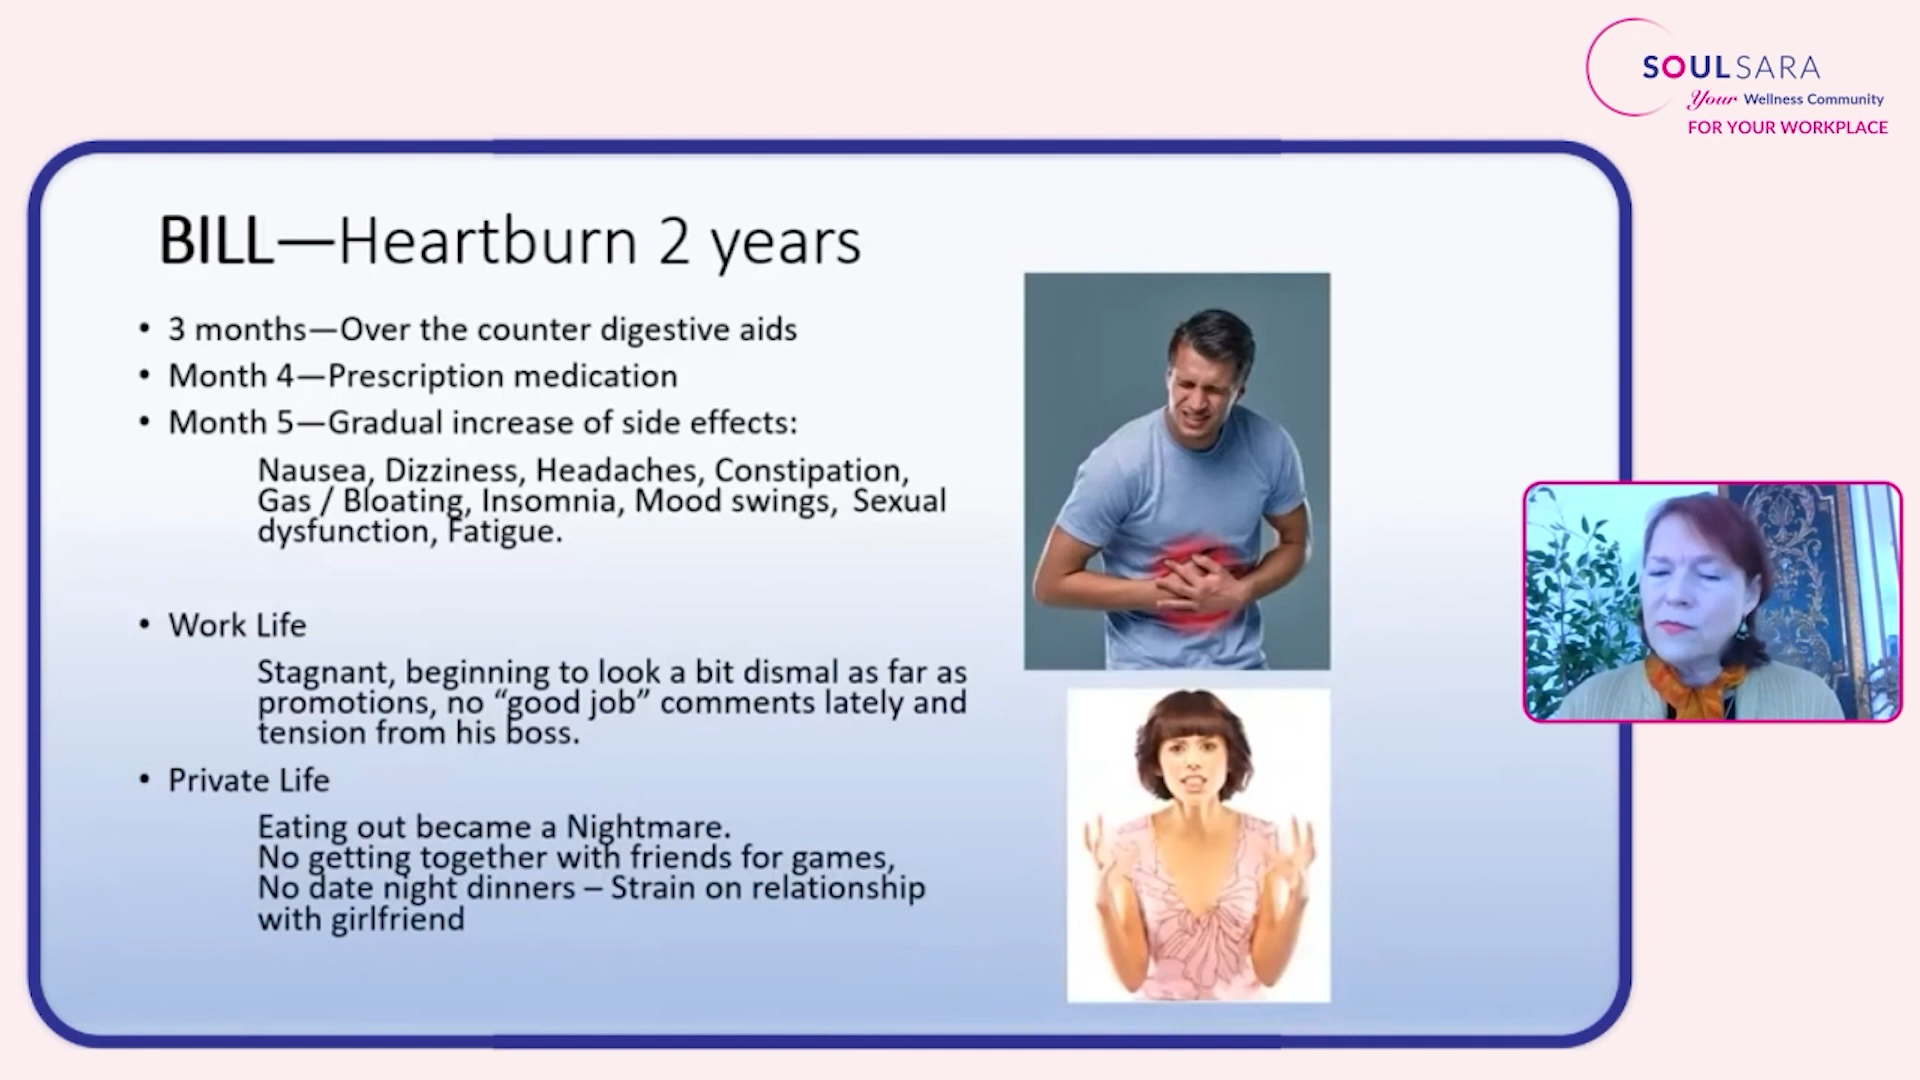 SOULSARA
Your Wellness Community
FOR YOUR WORKPLACE
BILL—Heartburn 2 years
• 3 months—Over the counter digestive aids
• Month 4—Prescription medication
• Month 5—Gradual increase of side effects:
Nausea, Dizziness, Headaches, Constipation,
Gas / Bloating, Insomnia, Mood swings, Sexual
dysfunction, Fatigue.
• Work Life
Stagnant, beginning to look a bit dismal as far as
promotions, no “good job” comments lately and
tension from his boss.
• Private Life
Eating out became a Nightmare.
No getting together with friends for games,
No date night dinners – Strain on relationship
with girlfriend